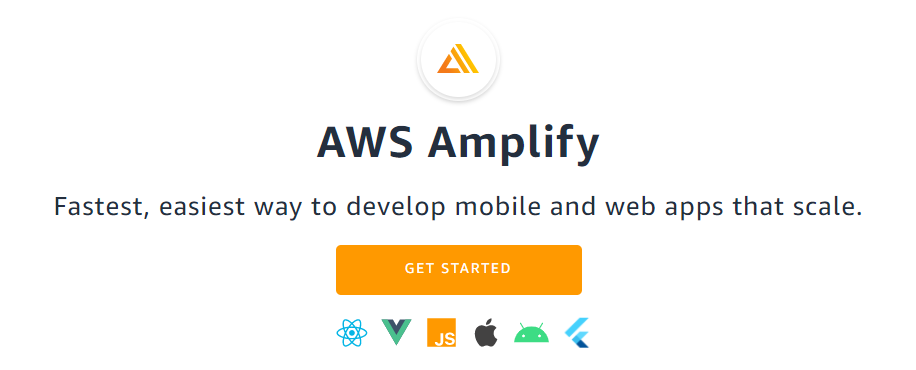 AWS Amplify
Fastest, easiest way to develop mobile and web apps that scale.
GET STARTED
JS